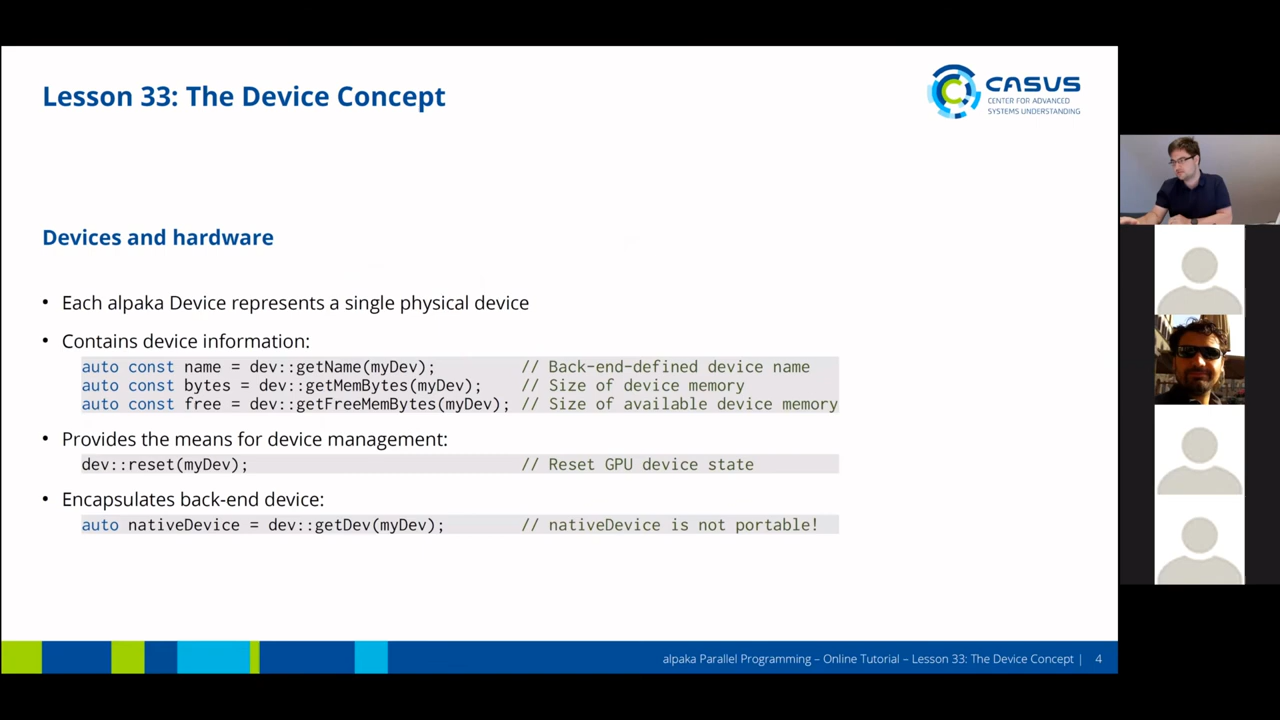 Lesson 33: The Device Concept
CASUS
CENTER FOR ADVANCED
SYSTEMS UNDERSTANDING
Devices and hardware
• Each alpaka Device represents a single physical device
• Contains device information:
auto const name = dev::getName(myDev); // Back-end-defined device name
auto const bytes = dev::getMemBytes(myDev); // Size of device memory
auto const free = dev::getFreeMemBytes(myDev); // Size of available device memory
• Provides the means for device management:
dev::reset(myDev); // Reset GPU device state
• Encapsulates back-end device:
auto nativeDevice = dev::getDev(myDev); // nativeDevice is not portable!
alpaka Parallel Programming – Online Tutorial – Lesson 33: The Device Concept | 4